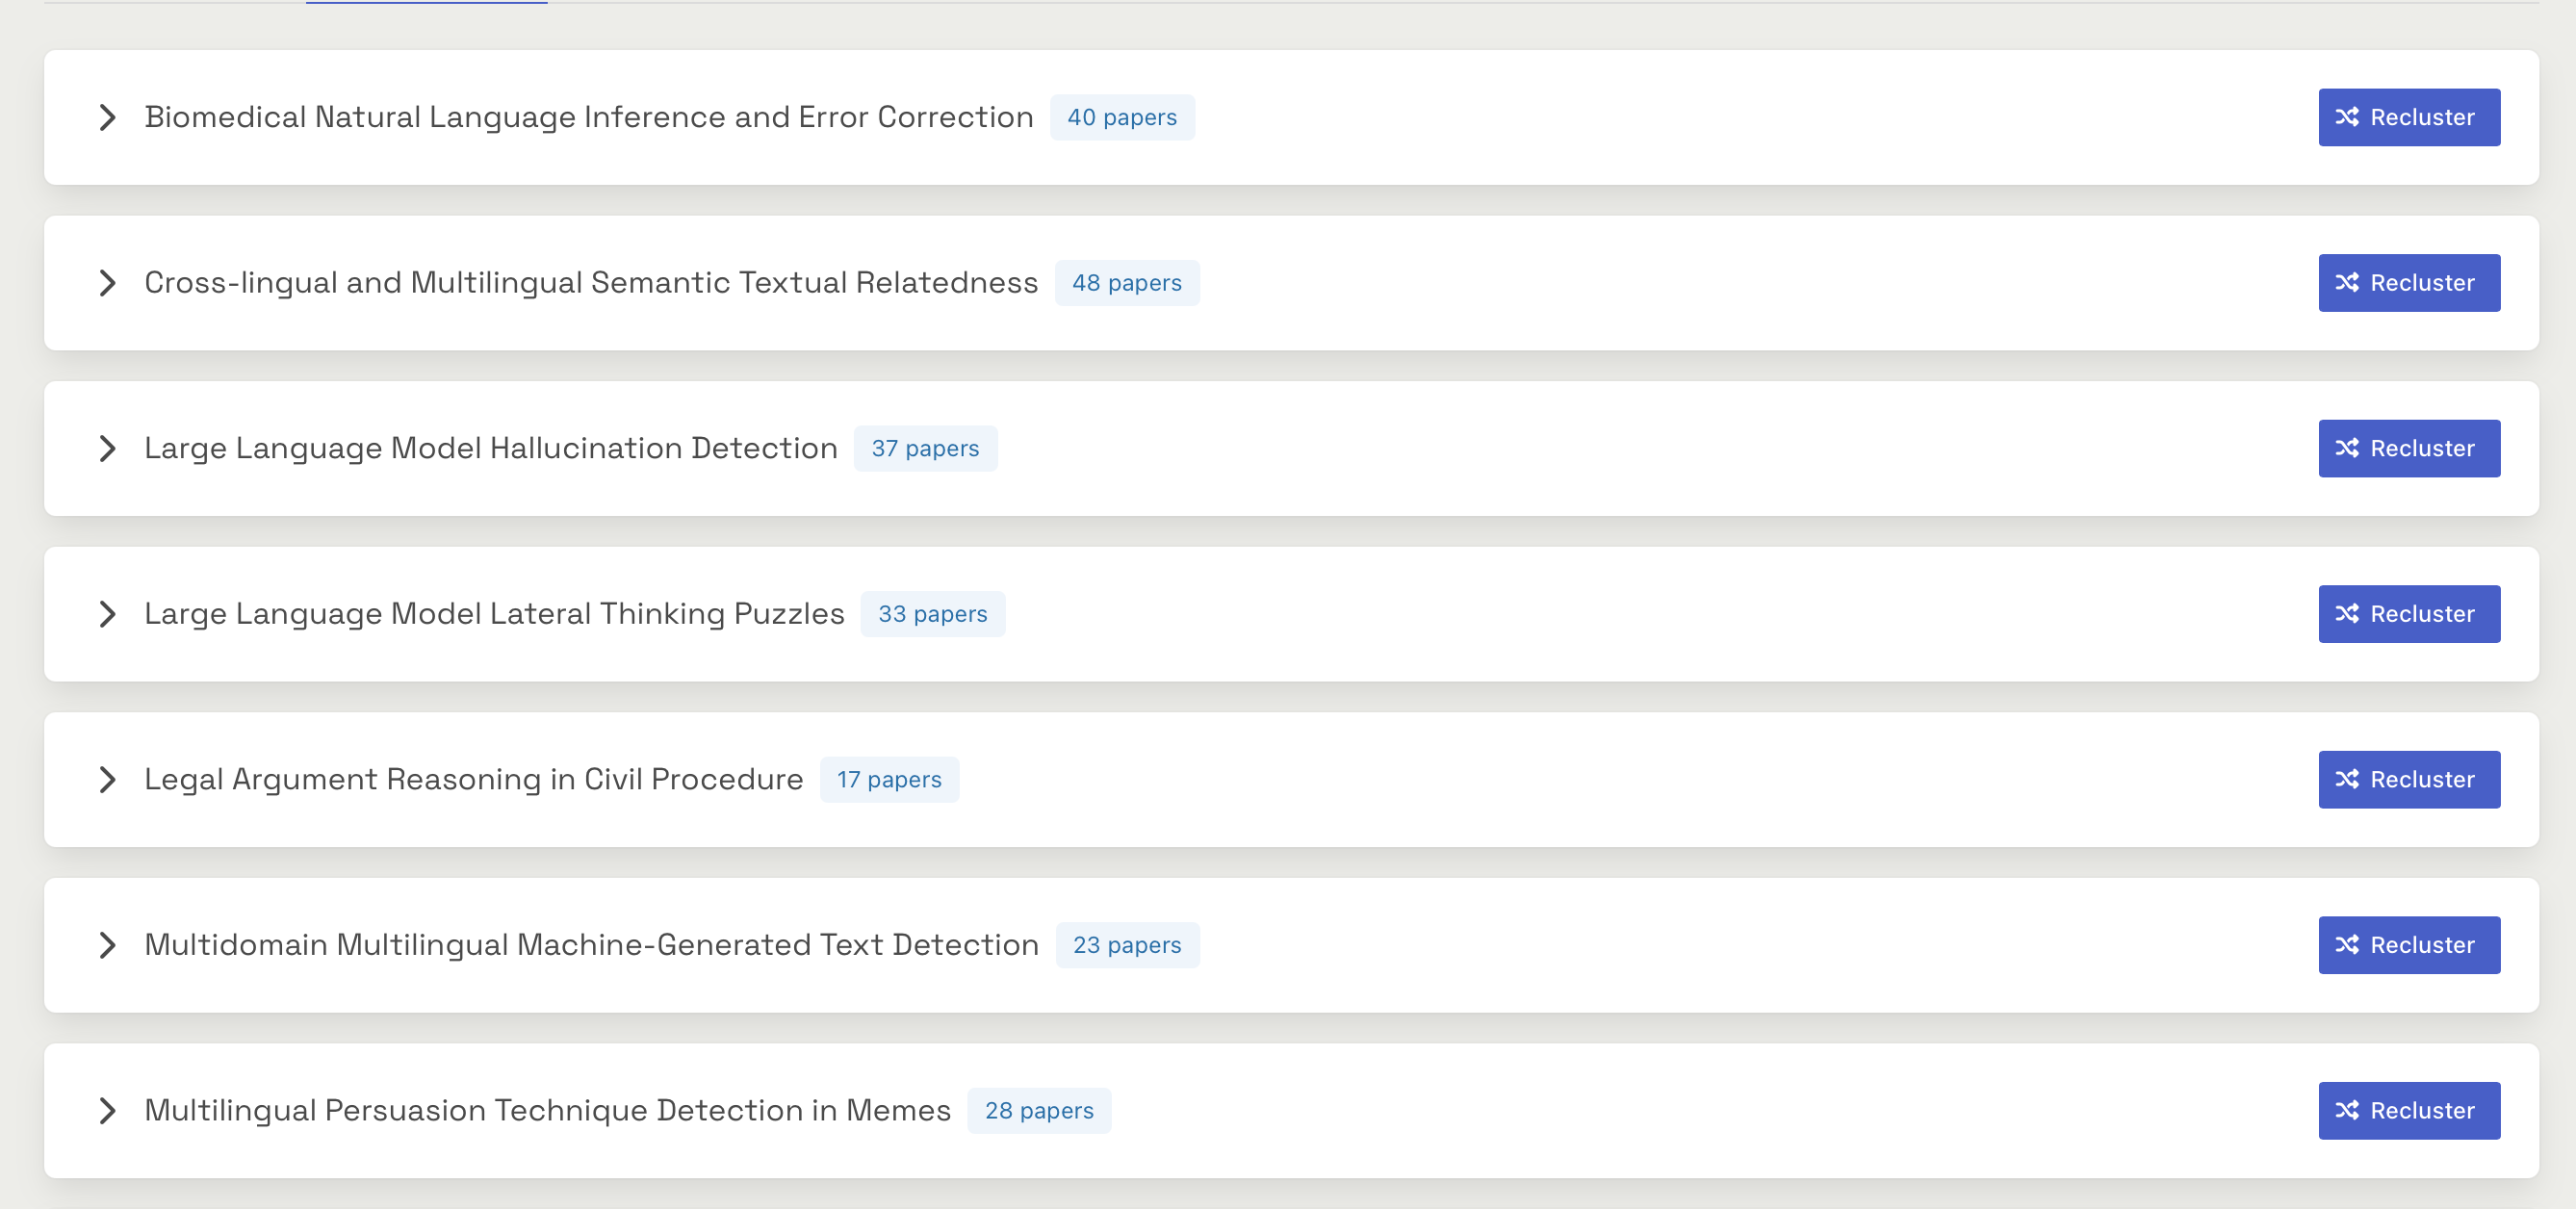 Biomedical Natural Language Inference and Error Correction 40 papers Recluster
Cross-lingual and Multilingual Semantic Textual Relatedness 48 papers Recluster
Large Language Model Hallucination Detection 37 papers Recluster
Large Language Model Lateral Thinking Puzzles 33 papers Recluster
Legal Argument Reasoning in Civil Procedure 17 papers Recluster
Multidomain Multilingual Machine-Generated Text Detection 23 papers Recluster
Multilingual Persuasion Technique Detection in Memes 28 papers Recluster